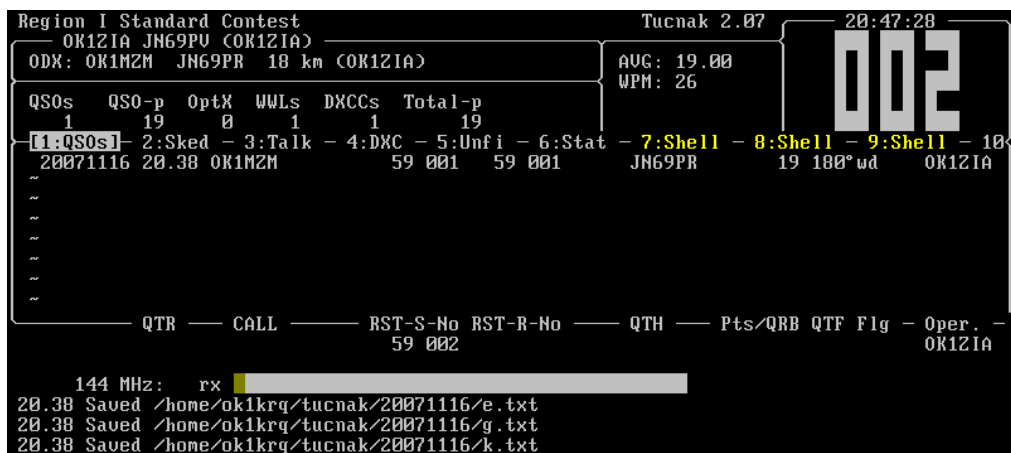 Region I Standard Contest Tucnak 2.07 20:47:28
OK1ZIA JN69PV (OK1ZIA)
ODX: OK1MZM JN69PR 18 km (OK1ZIA) AVG: 19.00 002
WPM: 26
QSOs QSO-p OptX WWLs DXCCs Total-p
1 19 0 1 1 19
[1:QSOs] - 2:Sked - 3:Talk - 4:DXC - 5:Unfi - 6:Stat - 7:Shell - 8:Shell - 9:Shell - 10
20071116 20.38 OK1MZM 59 001 59 001 JN69PR 19 180°wd OK1ZIA
~
~
~
~
~
~
~
QTR CALL RST-S-No RST-R-No QTH Pts/QRB QTF Flg - Oper. -
59 002 OK1ZIA
144 MHz: rx
20.38 Saved /home/ok1krq/tucnak/20071116/e.txt
20.38 Saved /home/ok1krq/tucnak/20071116/g.txt
20.38 Saved /home/ok1krq/tucnak/20071116/k.txt